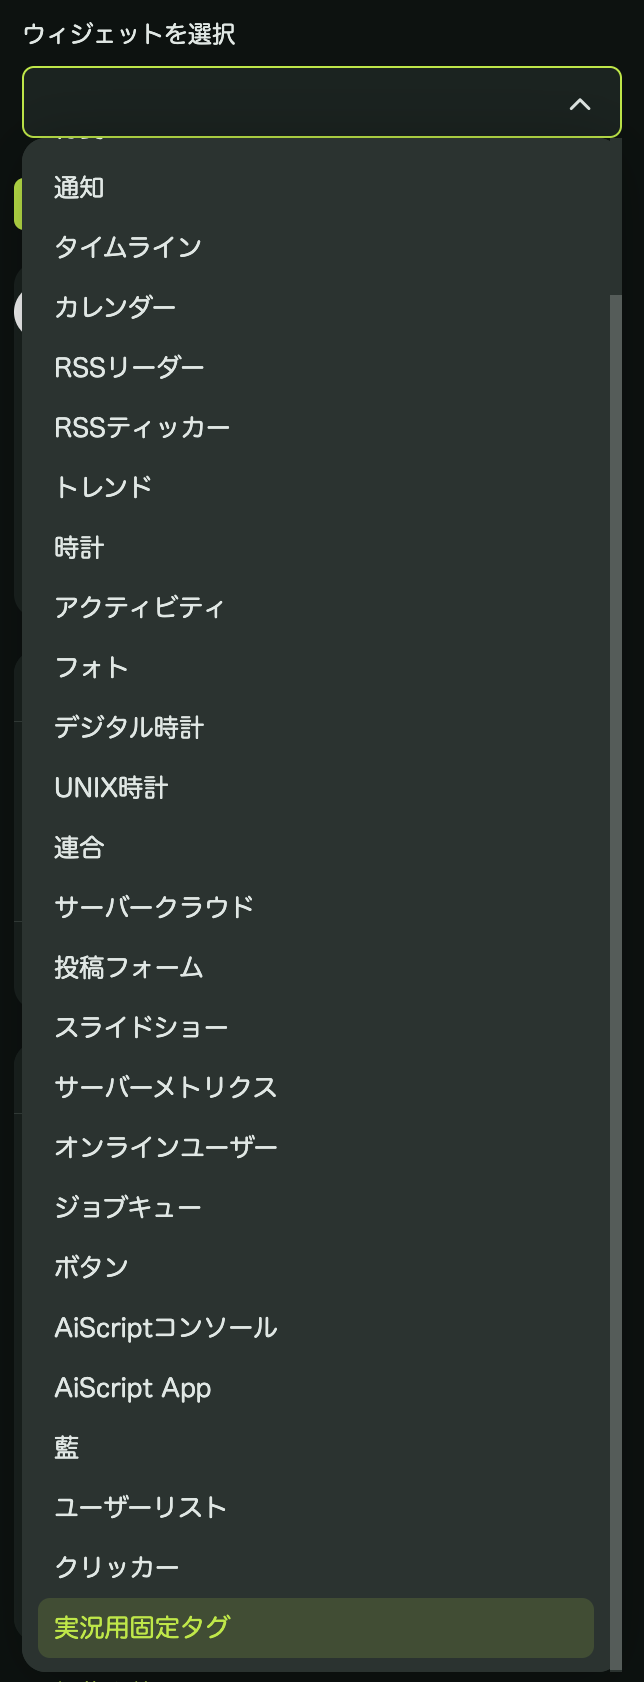 ウィジェットを選択
通知
タイムライン
カレンダー
RSSリーダー
RSSティッカー
トレンド
時計
アクティビティ
フォト
デジタル時計
UNIX時計
連合
サーバークラウド
投稿フォーム
スライドショー
サーバーメトリクス
オンラインユーザー
ジョブキュー
ボタン
AiScriptコンソール
AiScript App
藍
ユーザーリスト
クリッカー
実況用固定タグ